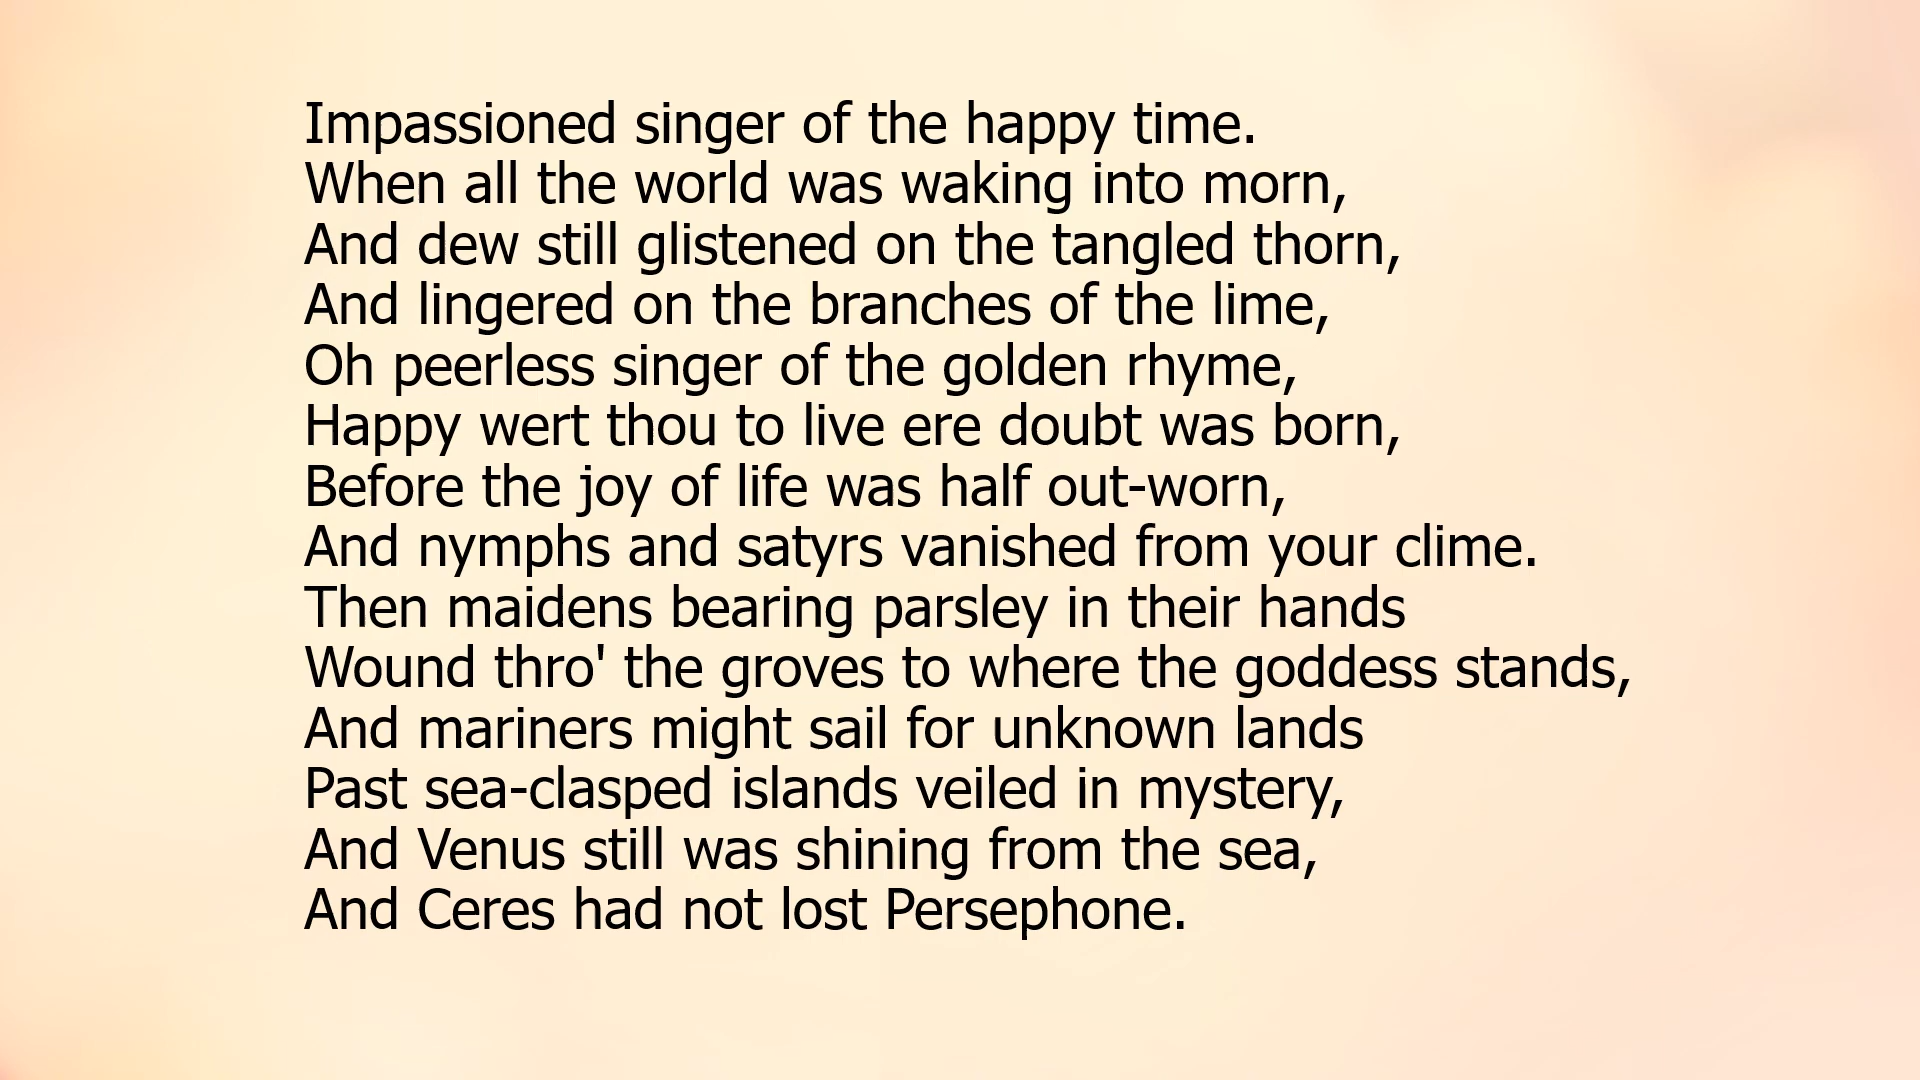 Impassioned singer of the happy time.
When all the world was waking into morn,
And dew still glistened on the tangled thorn,
And lingered on the branches of the lime,
Oh peerless singer of the golden rhyme,
Happy wert thou to live ere doubt was born,
Before the joy of life was half out-worn,
And nymphs and satyrs vanished from your clime.
Then maidens bearing parsley in their hands
Wound thro' the groves to where the goddess stands,
And mariners might sail for unknown lands
Past sea-clasped islands veiled in mystery,
And Venus still was shining from the sea,
And Ceres had not lost Persephone.